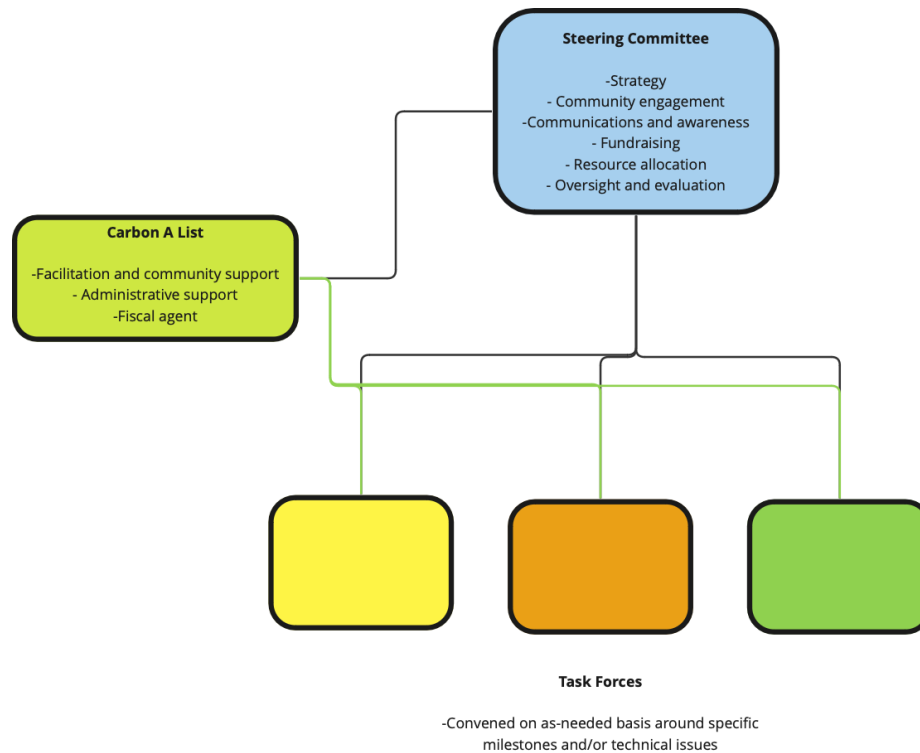 Steering Committee
-Strategy
- Community engagement
-Communications and awareness
- Fundraising
- Resource allocation
- Oversight and evaluation
Carbon A List
-Facilitation and community support
- Administrative support
-Fiscal agent
Task Forces
-Convened on as-needed basis around specific
milestones and/or technical issues